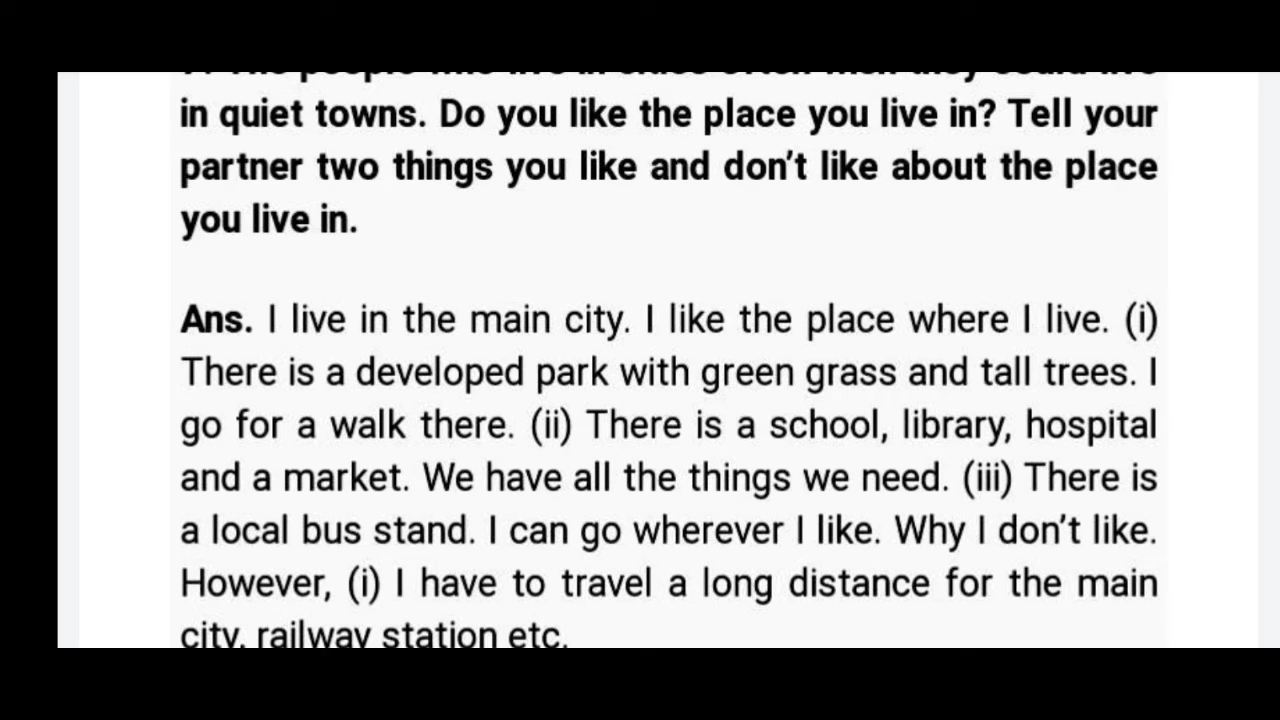 in quiet towns. Do you like the place you live in? Tell your
partner two things you like and don’t like about the place
you live in.
Ans. I live in the main city. I like the place where I live. (i)
There is a developed park with green grass and tall trees. I
go for a walk there. (ii) There is a school, library, hospital
and a market. We have all the things we need. (iii) There is
a local bus stand. I can go wherever I like. Why I don’t like.
However, (i) I have to travel a long distance for the main
city, railway station etc.